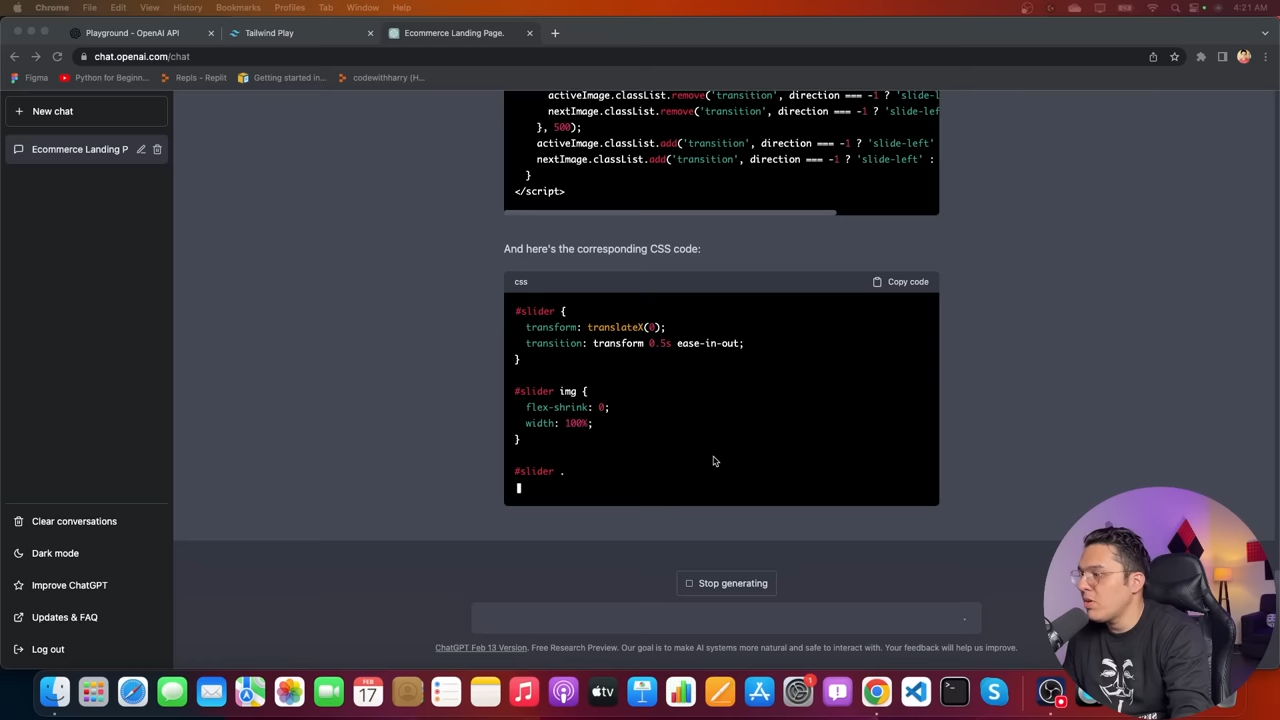 Chrome File Edit View History Bookmarks Profiles Tab Window Help 4:21 AM
Playground - OpenAI API
Tailwind Play
Ecommerce Landing Page.
chat.openai.com/chat
Figma
Python for Beginn...
Repls - Replit
Getting started in...
codewithharry (H...
New chat
Ecommerce Landing P
Clear conversations
Dark mode
Improve ChatGPT
Updates & FAQ
Log out
activeImage.classList.remove('transition', direction === -1 ? 'slide-l
nextImage.classList.remove('transition', direction === -1 ? 'slide-lef
}, 500);
activeImage.classList.add('transition', direction === -1 ? 'slide-left'
nextImage.classList.add('transition', direction === -1 ? 'slide-left' :
}
</script>
And here's the corresponding CSS code:
css
Copy code
#slider {
transform: translateX(0);
transition: transform 0.5s ease-in-out;
}
#slider img {
flex-shrink: 0;
width: 100%;
}
#slider .
Stop generating
ChatGPT Feb 13 Version. Free Research Preview. Our goal is to make AI systems more natural and safe to interact with. Your feedback will help us improve.
FEB
17
tv
1